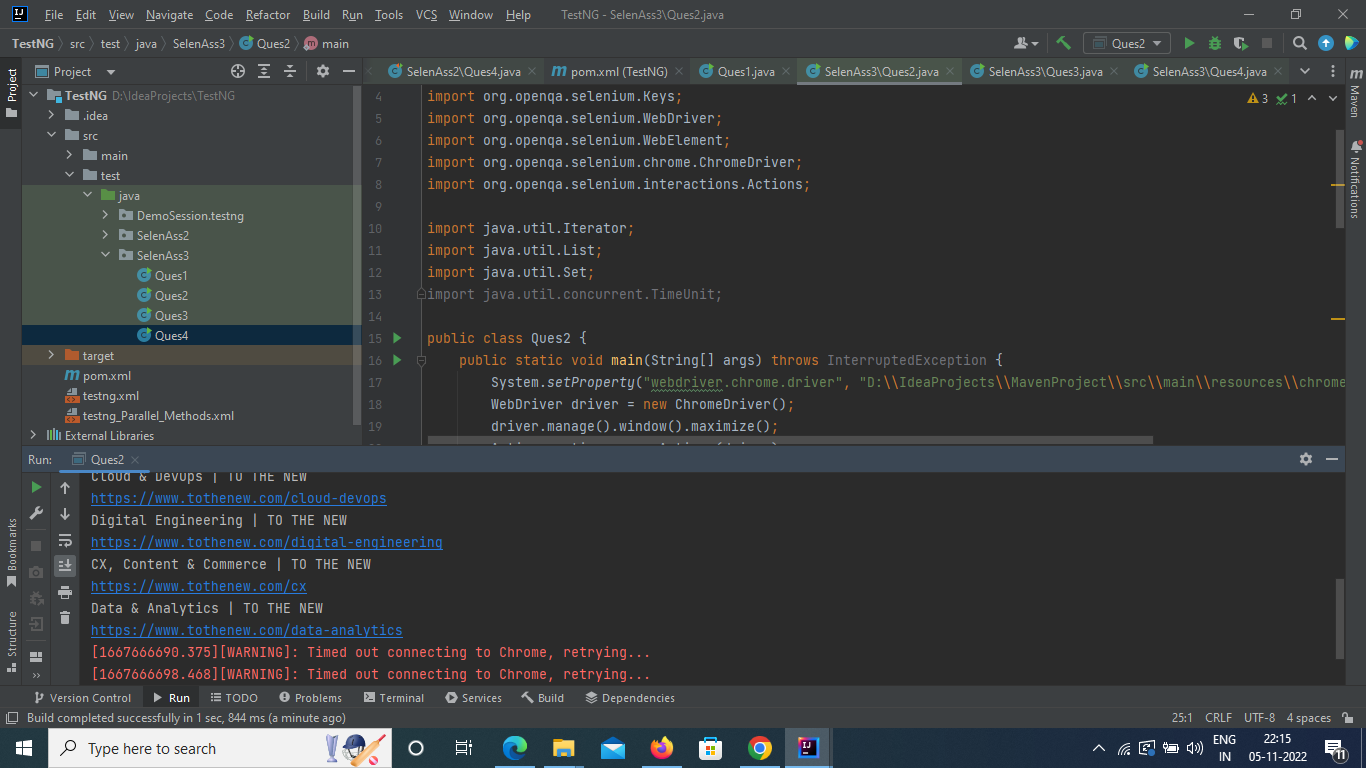 File Edit View Navigate Code Refactor Build Run Tools VCS Window Help TestNG - SelenAss3\Ques2.java
TestNG src test java SelenAss3 Ques2 main
Ques2
Project
SelenAss2\Ques4.java pom.xml (TestNG) Ques1.java SelenAss3\Ques2.java SelenAss3\Ques3.java SelenAss3\Ques4.java
Project
Maven
Notifications
TestNG D:\IdeaProjects\TestNG
.idea
src
main
test
java
DemoSession.testng
SelenAss2
SelenAss3
Ques1
Ques2
Ques3
Ques4
target
pom.xml
testng.xml
testng_Parallel_Methods.xml
External Libraries
3 1
4 import org.openqa.selenium.Keys;
5 import org.openqa.selenium.WebDriver;
6 import org.openqa.selenium.WebElement;
7 import org.openqa.selenium.chrome.ChromeDriver;
8 import org.openqa.selenium.interactions.Actions;
9
10 import java.util.Iterator;
11 import java.util.List;
12 import java.util.Set;
13 import java.util.concurrent.TimeUnit;
14
15 public class Ques2 {
16 public static void main(String[] args) throws InterruptedException {
17 System.setProperty("webdriver.chrome.driver", "D:\\IdeaProjects\\MavenProject\\src\\main\\resources\\chrome
18 WebDriver driver = new ChromeDriver();
19 driver.manage().window().maximize();
Run: Ques2
Cloud & DevOps | TO THE NEW
https://www.tothenew.com/cloud-devops
Digital Engineering | TO THE NEW
https://www.tothenew.com/digital-engineering
CX, Content & Commerce | TO THE NEW
https://www.tothenew.com/cx
Data & Analytics | TO THE NEW
https://www.tothenew.com/data-analytics
[1667666690.375][WARNING]: Timed out connecting to Chrome, retrying...
[1667666698.468][WARNING]: Timed out connecting to Chrome, retrying...
Bookmarks
Structure
Version Control Run TODO Problems Terminal Services Build Dependencies
Build completed successfully in 1 sec, 844 ms (a minute ago) 25:1 CRLF UTF-8 4 spaces
Type here to search
ENG
IN
22:15
05-11-2022
11